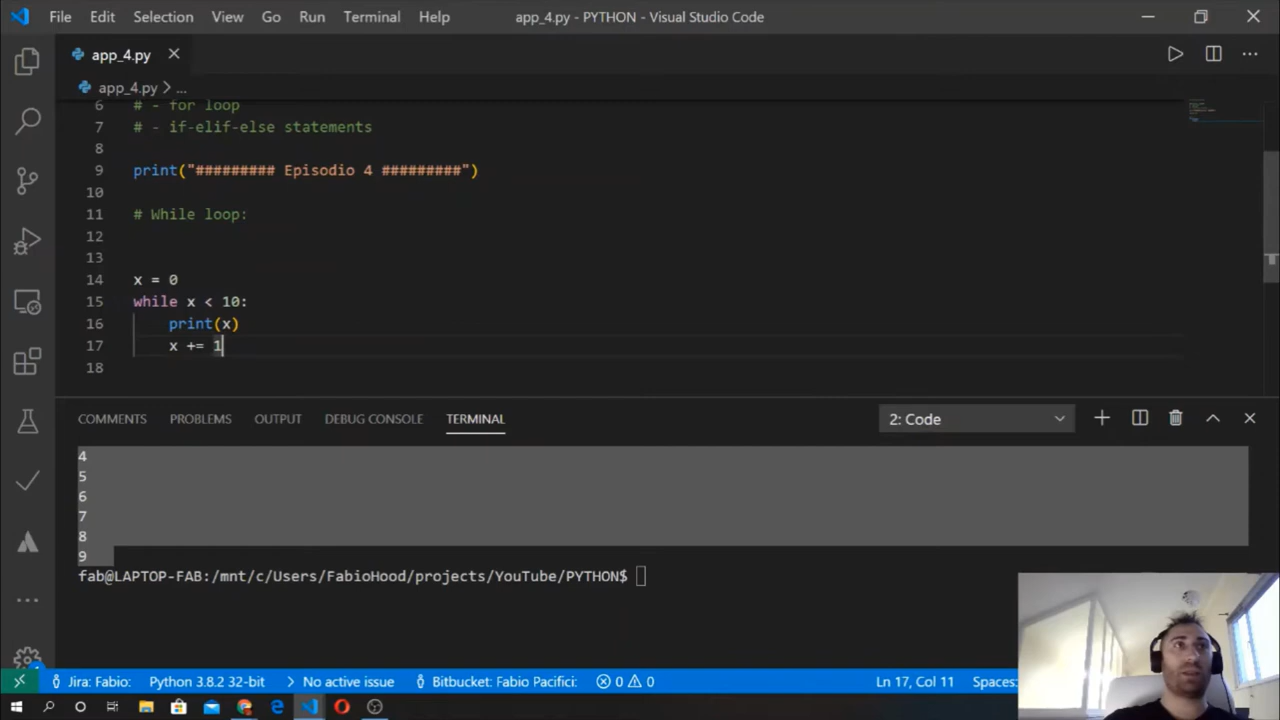 File Edit Selection View Go Run Terminal Help app_4.py - PYTHON - Visual Studio Code
app_4.py
app_4.py > ...
6 # - for loop
7 # - if-elif-else statements
8
9 print("######### Episodio 4 #########")
10
11 # While loop:
12
13
14 x = 0
15 while x < 10:
16 print(x)
17 x += 1
18
COMMENTS PROBLEMS OUTPUT DEBUG CONSOLE TERMINAL 2: Code
4
5
6
7
8
9
fab@LAPTOP-FAB:/mnt/c/Users/FabioHood/projects/YouTube/PYTHON$
Jira: Fabio: Python 3.8.2 32-bit No active issue Bitbucket: Fabio Pacifici: 0 0 Ln 17, Col 11 Spaces: